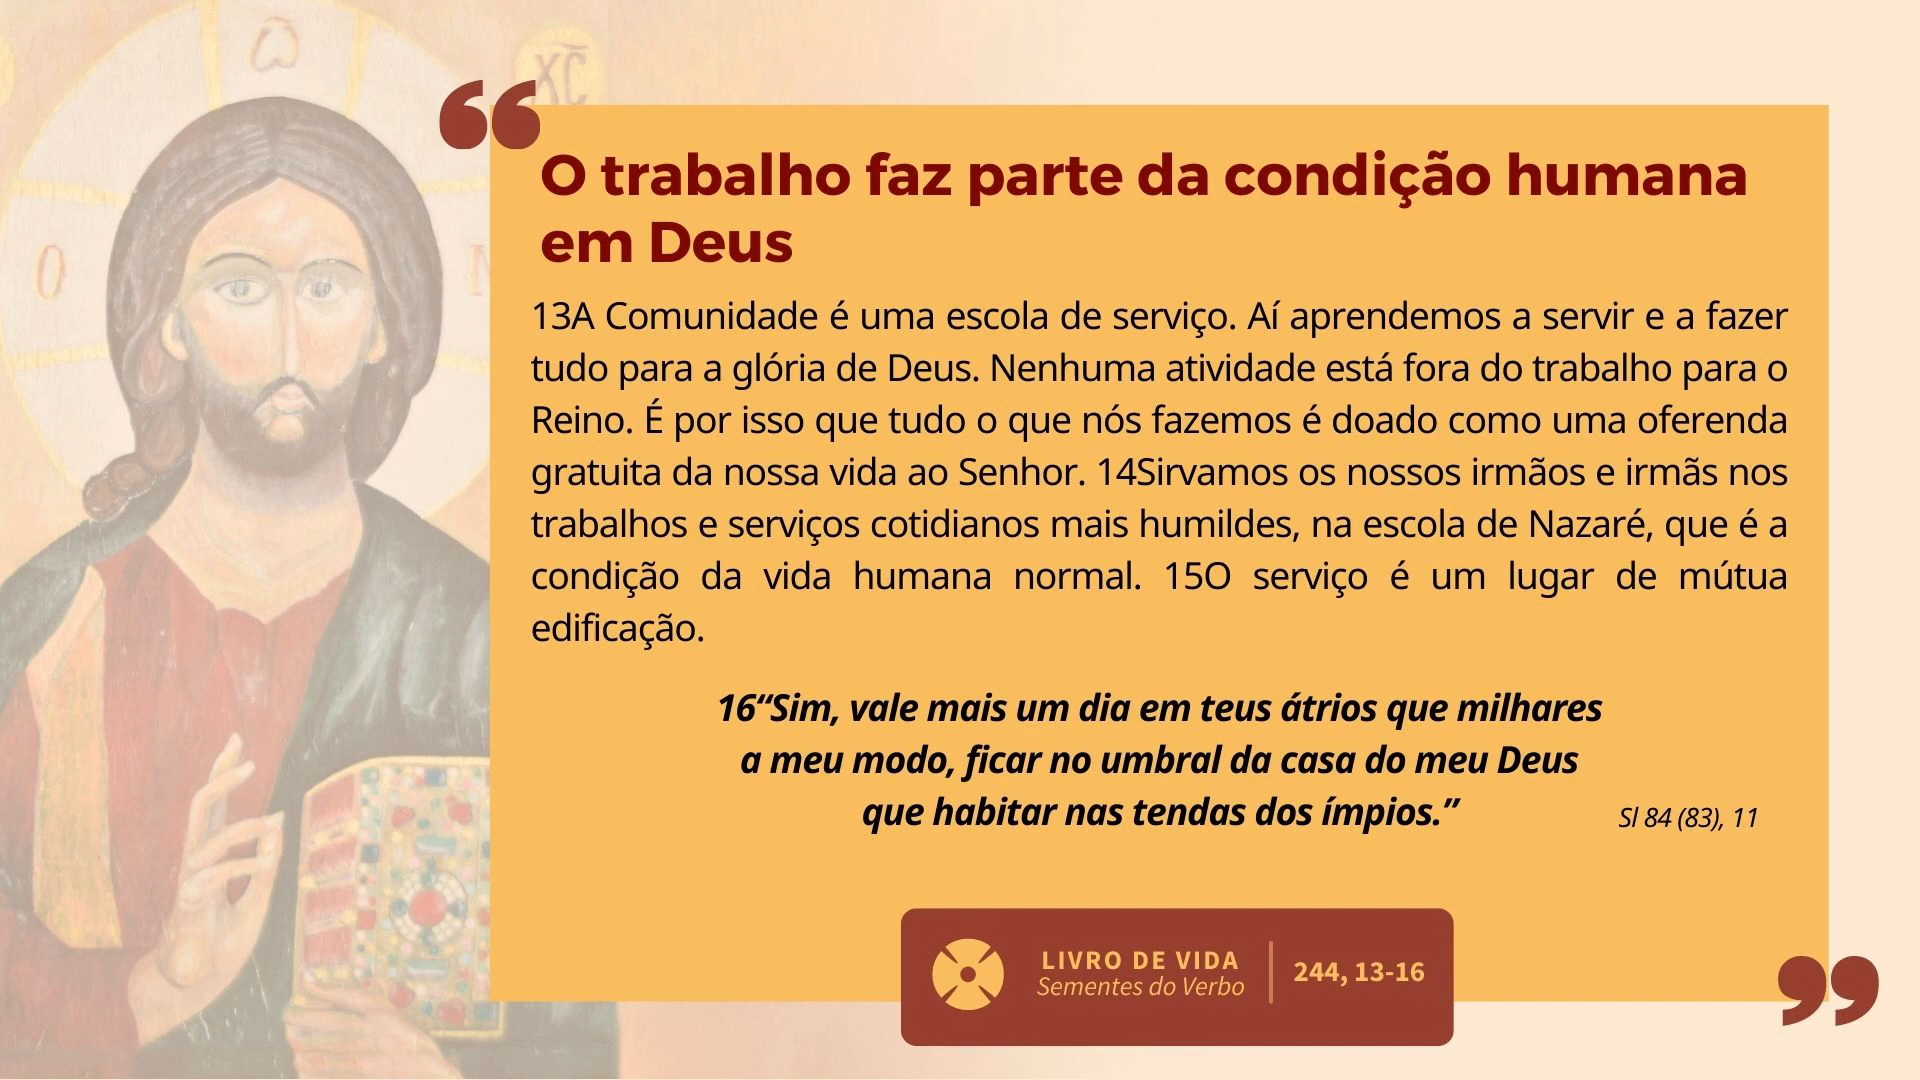 Ω
XC
O
“
O trabalho faz parte da condição humana
em Deus
13A Comunidade é uma escola de serviço. Aí aprendemos a servir e a fazer
tudo para a glória de Deus. Nenhuma atividade está fora do trabalho para o
Reino. É por isso que tudo o que nós fazemos é doado como uma oferenda
gratuita da nossa vida ao Senhor. 14Sirvamos os nossos irmãos e irmãs nos
trabalhos e serviços cotidianos mais humildes, na escola de Nazaré, que é a
condição da vida humana normal. 15O serviço é um lugar de mútua
edificação.
16“Sim, vale mais um dia em teus átrios que milhares
a meu modo, ficar no umbral da casa do meu Deus
que habitar nas tendas dos ímpios.”
Sl 84 (83), 11
LIVRO DE VIDA
Sementes do Verbo
244, 13-16
”